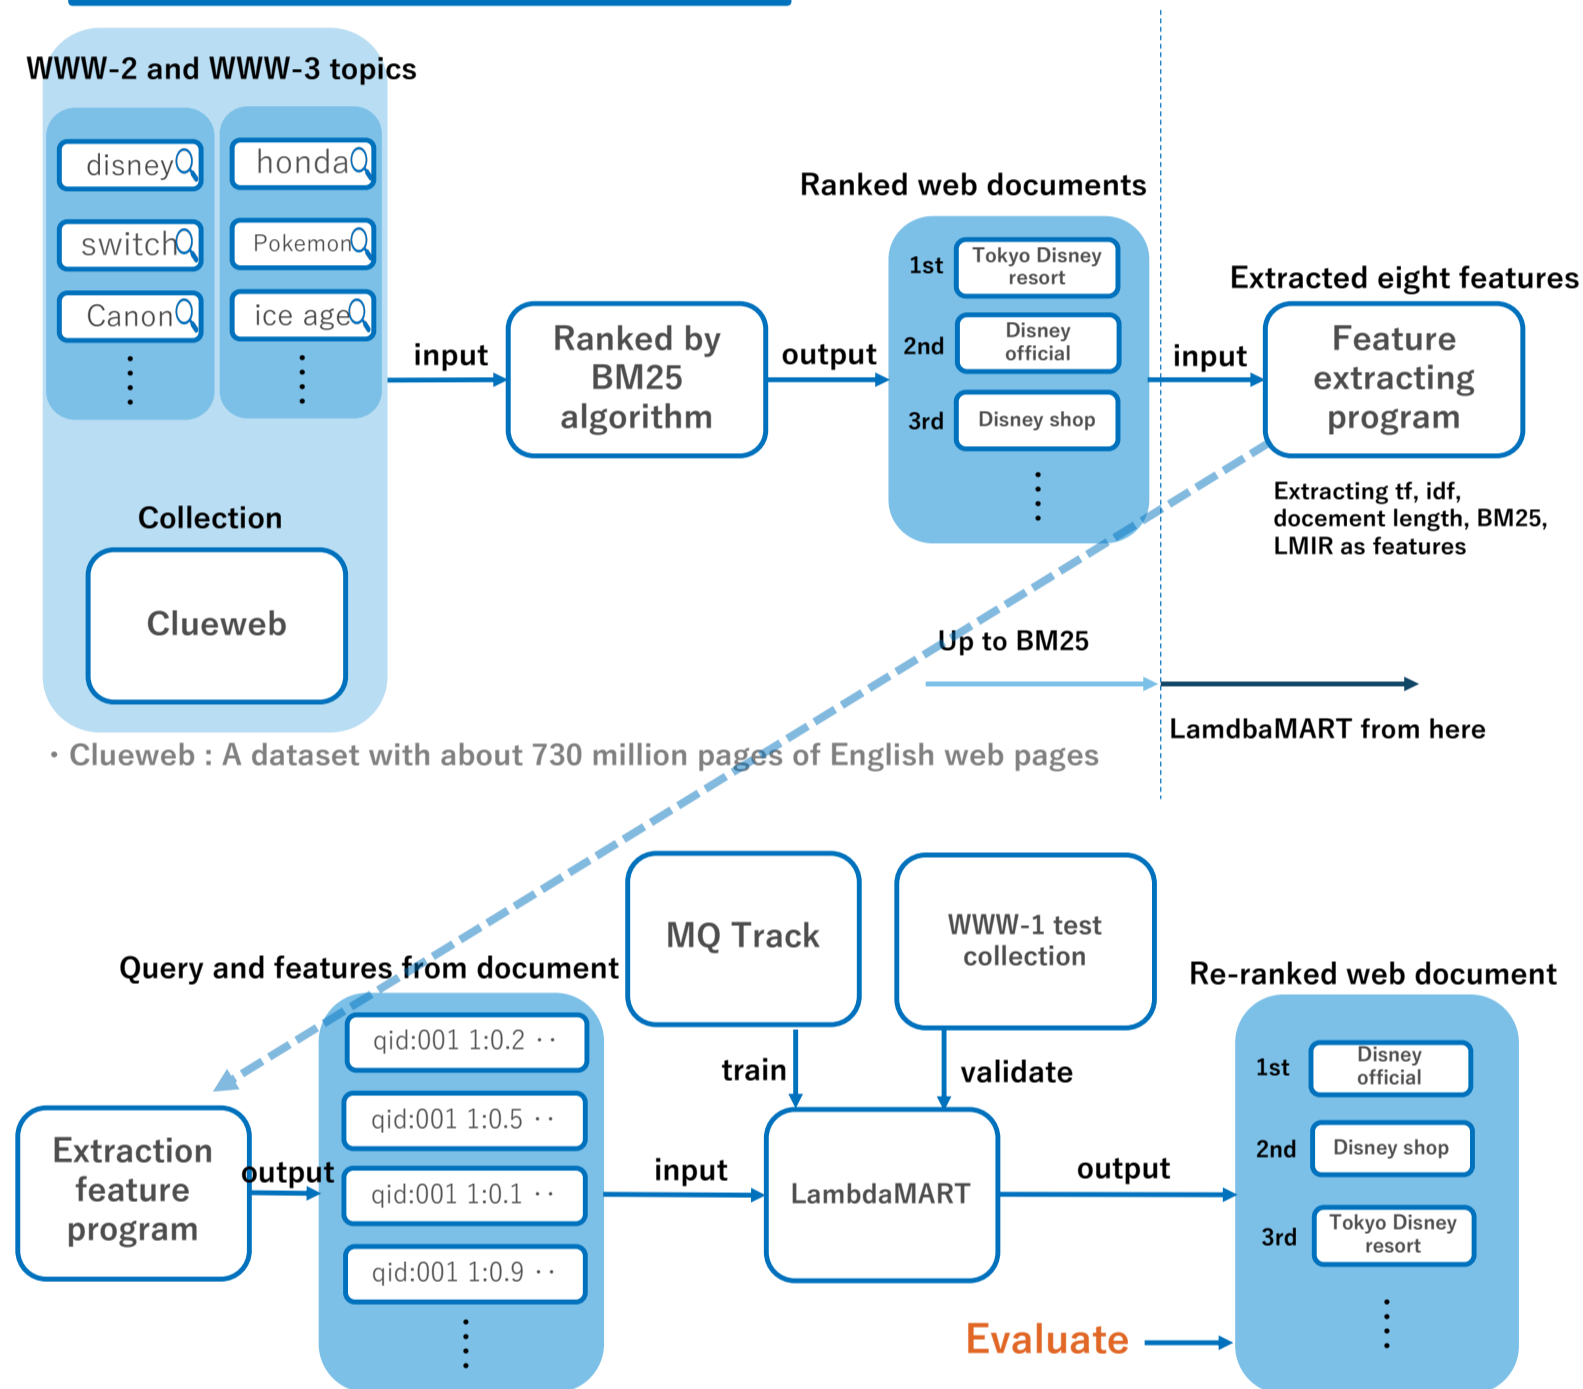 WWW-2 and WWW-3 topics
disney
honda
switch
Pokemon
Canon
ice age
Collection
Clueweb
input
Ranked by
BM25
algorithm
output
Ranked web documents
1st
Tokyo Disney
resort
2nd
Disney
official
3rd
Disney shop
input
Extracted eight features
Feature
extracting
program
Extracting tf, idf,
docement length, BM25,
LMIR as features
Up to BM25
LamdbaMART from here
・Clueweb : A dataset with about 730 million pages of English web pages
Extraction
feature
program
output
Query and features from document
qid:001 1:0.2 ‥
qid:001 1:0.5 ‥
qid:001 1:0.1 ‥
qid:001 1:0.9 ‥
input
MQ Track
train
WWW-1 test
collection
validate
LambdaMART
output
Re-ranked web document
1st
Disney
official
2nd
Disney shop
3rd
Tokyo Disney
resort
Evaluate